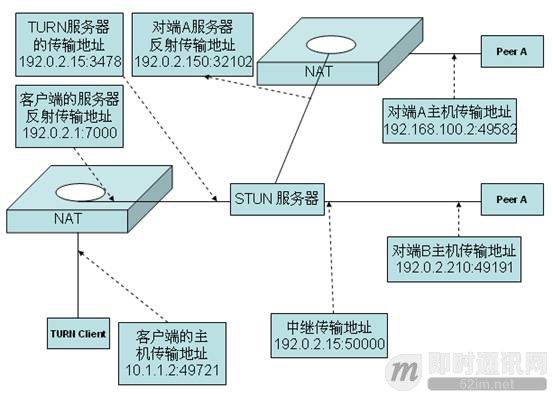 TURN服务器
的传输地址
192.0.2.15:3478
对端A服务器
反射传输地址
192.0.2.150:32102
NAT
Peer A
客户端的服务器
反射传输地址
192.0.2.1:7000
对端A主机传输地址
192.168.100.2:49582
NAT
STUN 服务器
Peer A
对端B主机传输地址
192.0.2.210:49191
TURN Client
客户端的主
机传输地址
10.1.1.2:49721
中继传输地址
192.0.2.15:50000
m
即时通讯网
52im.net